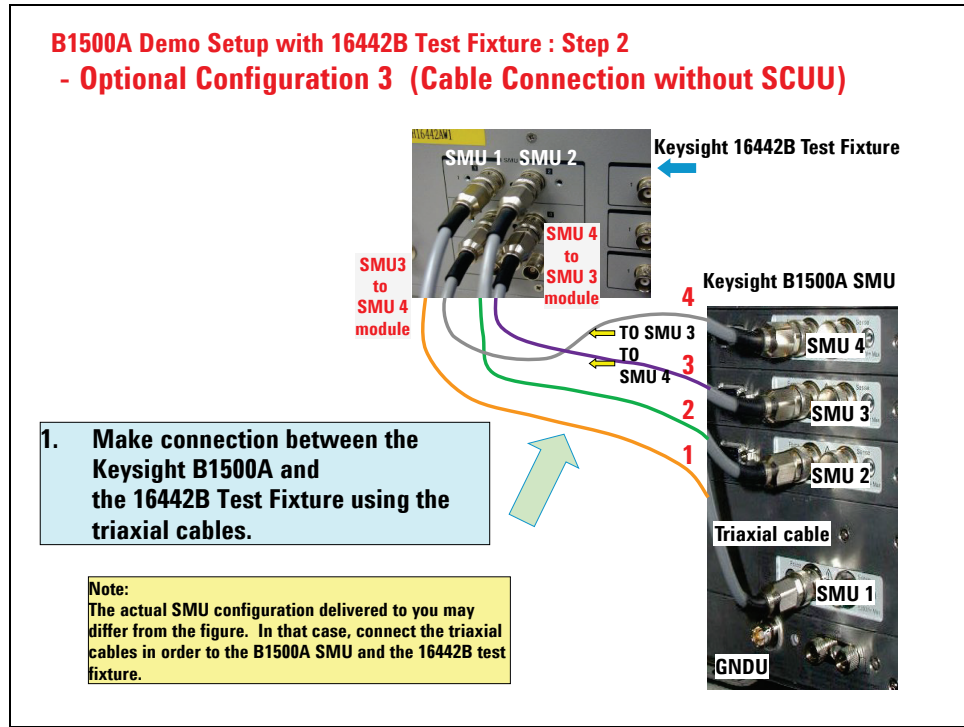 B1500A Demo Setup with 16442B Test Fixture : Step 2
- Optional Configuration 3 (Cable Connection without SCUU)
16442AW1
SMU 1 SMU 2
SMU
Keysight 16442B Test Fixture
SMU3
to
SMU 4
module
SMU 4
to
SMU 3
module
Keysight B1500A SMU
4
TO SMU 3
TO
SMU 4
3
2
1
SMU 4
SMU 3
SMU 2
Triaxial cable
SMU 1
GNDU
1. Make connection between the
Keysight B1500A and
the 16442B Test Fixture using the
triaxial cables.
Note:
The actual SMU configuration delivered to you may
differ from the figure. In that case, connect the triaxial
cables in order to the B1500A SMU and the 16442B test
fixture.